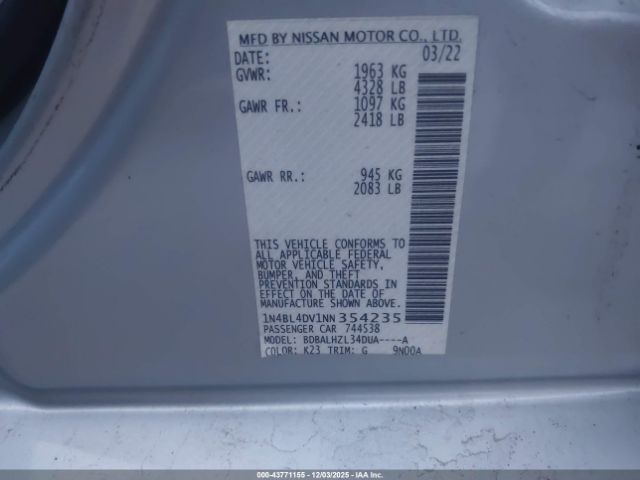 MFD BY NISSAN MOTOR CO., LTD.
DATE: 03/22
GVWR: 1963 KG
4328 LB
GAWR FR.: 1097 KG
2418 LB
GAWR RR.: 945 KG
2083 LB
THIS VEHICLE CONFORMS TO
ALL APPLICABLE FEDERAL
MOTOR VEHICLE SAFETY,
BUMPER, AND THEFT
PREVENTION STANDARDS IN
EFFECT ON THE DATE OF
MANUFACTURE SHOWN ABOVE.
1N4BL4DV1NN354235
PASSENGER CAR 744538
MODEL: BDBALHZL34DUA----A
COLOR: K23 TRIM: G 9N00A
000-43771155 • 12/03/2025 • Copyright © IAA, LLC